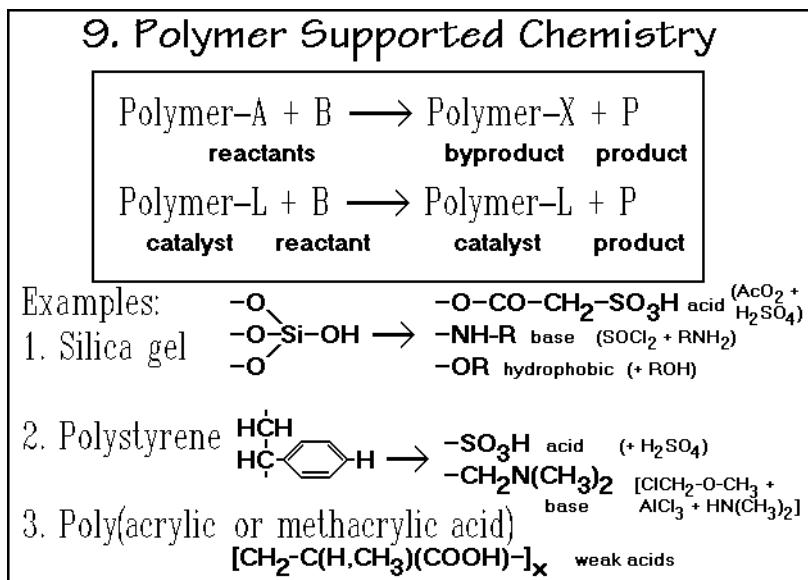 9. Polymer Supported Chemistry
Polymer–A + B ⟶ Polymer–X + P
reactants byproduct product
Polymer–L + B ⟶ Polymer–L + P
catalyst reactant catalyst product
Examples:
1. Silica gel
–O
–O–Si–OH ⟶
–O
–O–CO–CH₂–SO₃H acid (AcO₂ + H₂SO₄)
–NH–R base (SOCl₂ + RNH₂)
–OR hydrophobic (+ ROH)
2. Polystyrene
HCH
HC–H ⟶
–SO₃H acid (+ H₂SO₄)
–CH₂N(CH₃)₂ base [ClCH₂-O-CH₃ + AlCl₃ + HN(CH₃)₂]
3. Poly(acrylic or methacrylic acid)
[CH₂-C(H,CH₃)(COOH)–]ₓ weak acids